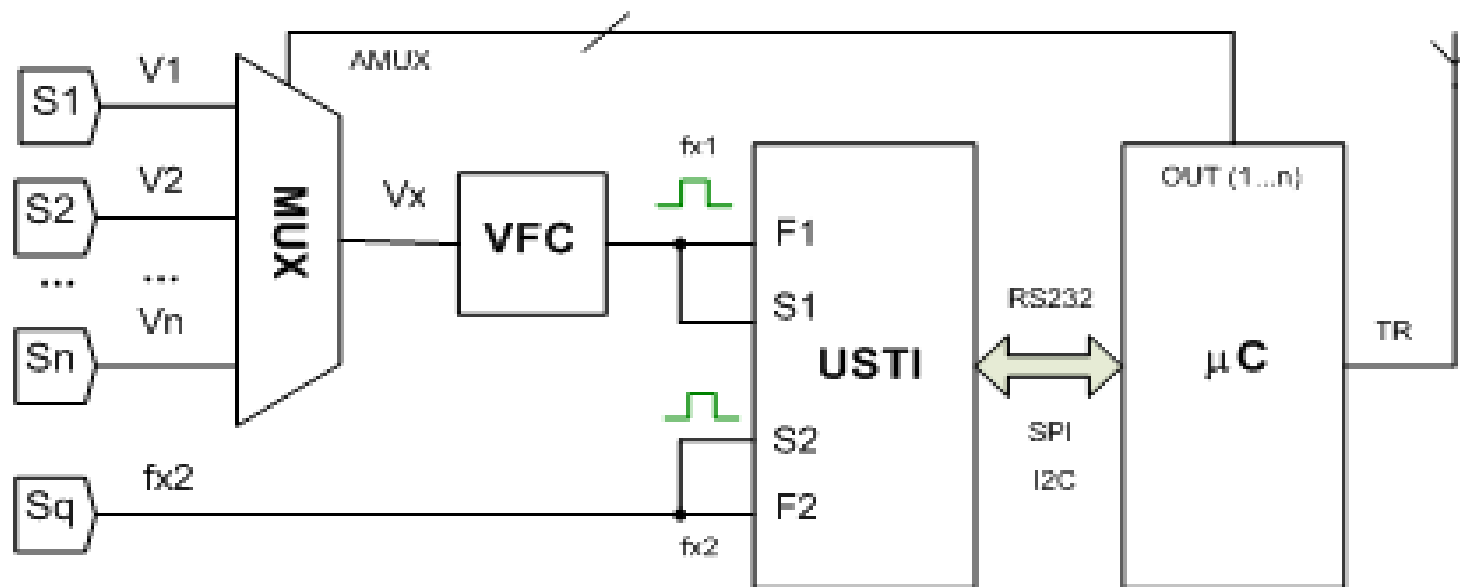 AMUX
V1
S1
fx1
OUT (1...n)
V2
S2
Vx
MUX
VFC
F1
... ...
S1
RS232
Vn
Sn
USTI
µC
TR
S2
SPI
I2C
fx2
Sq
F2
fx2